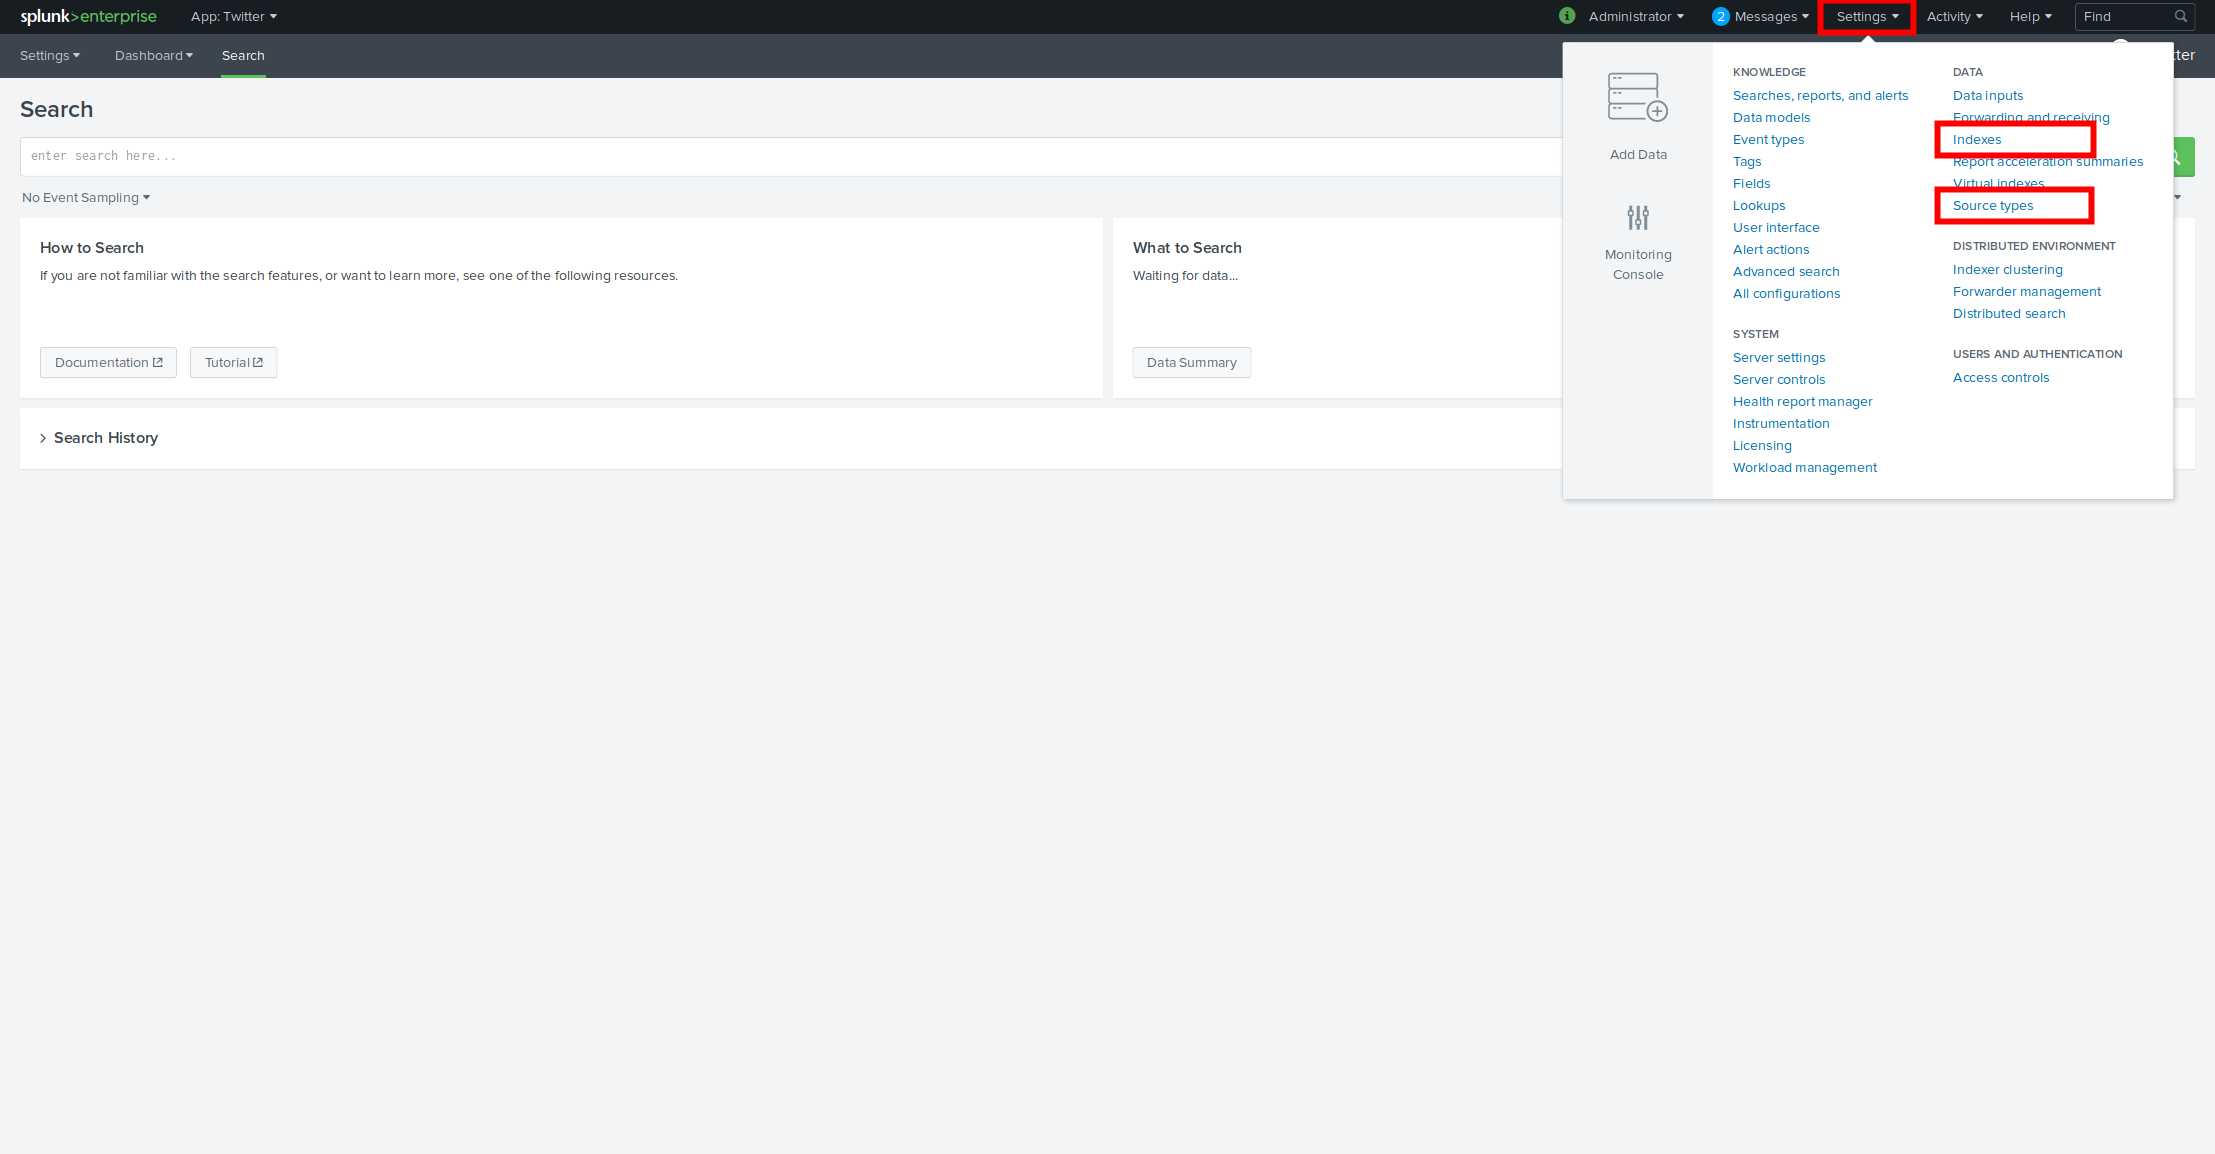 splunk>enterprise App: Twitter
i Administrator 2 Messages Settings Activity Help Find
Settings Dashboard Search
tter
Search
enter search here...
No Event Sampling
How to Search
If you are not familiar with the search features, or want to learn more, see one of the following resources.
Documentation Tutorial
What to Search
Waiting for data...
Data Summary
Search History
Add Data
Monitoring
Console
KNOWLEDGE
Searches, reports, and alerts
Data models
Event types
Tags
Fields
Lookups
User interface
Alert actions
Advanced search
All configurations
SYSTEM
Server settings
Server controls
Health report manager
Instrumentation
Licensing
Workload management
DATA
Data inputs
Forwarding and receiving
Indexes
Report acceleration summaries
Virtual indexes
Source types
DISTRIBUTED ENVIRONMENT
Indexer clustering
Forwarder management
Distributed search
USERS AND AUTHENTICATION
Access controls